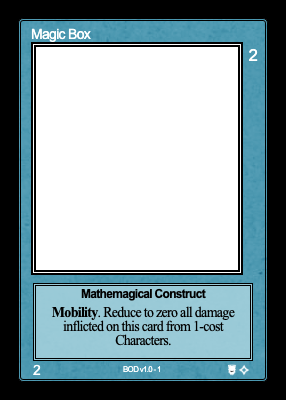 Magic Box
2
Mathemagical Construct
Mobility. Reduce to zero all damage
inflicted on this card from 1-cost
Characters.
2
BOD v1.0 - 1